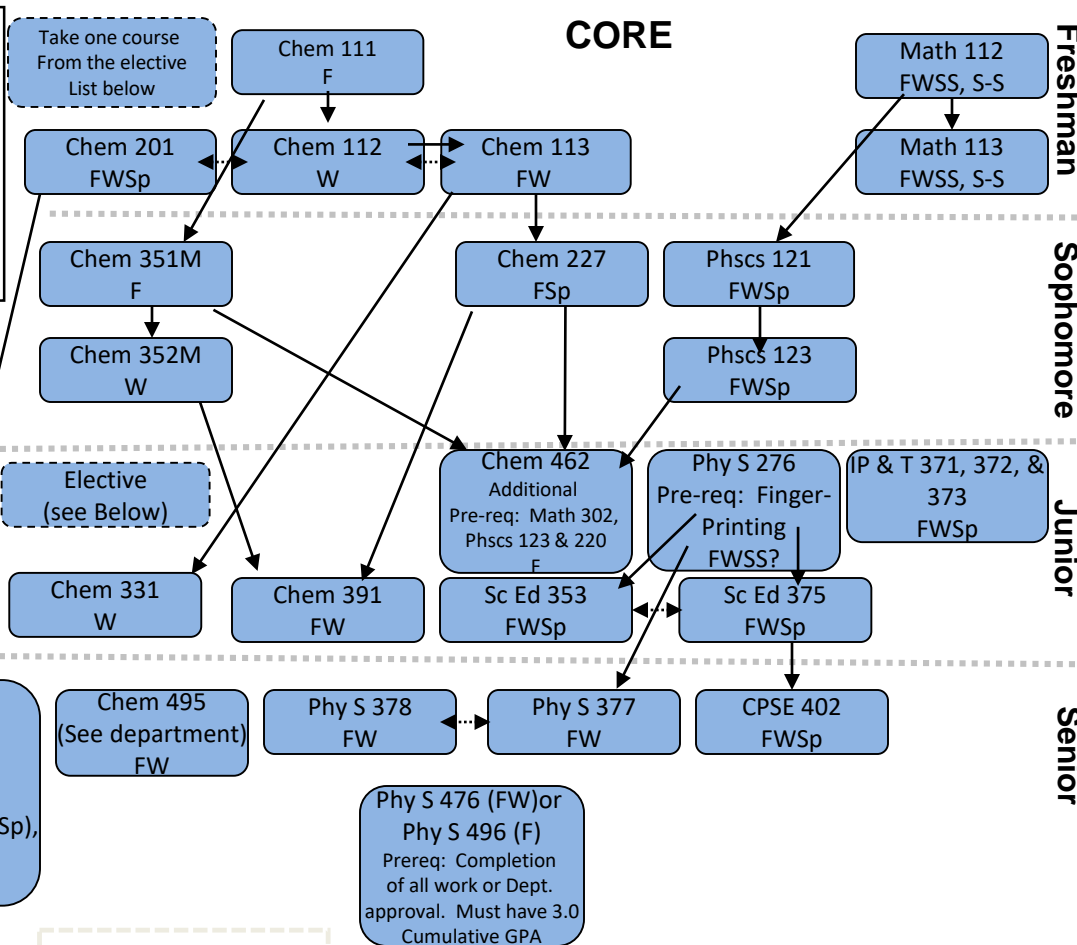 CORE
Freshman
Take one course
From the elective
List below
Chem 111
F
Math 112
FWSS, S-S
Chem 201
FWSp
Chem 112
W
Chem 113
FW
Math 113
FWSS, S-S
Sophomore
Chem 351M
F
Chem 227
FSp
Phscs 121
FWSp
Chem 352M
W
Phscs 123
FWSp
Junior
Elective
(see Below)
Chem 462
Additional
Pre-req: Math 302,
Phscs 123 & 220
F
Phy S 276
Pre-req: Finger-
Printing
FWSS?
IP & T 371, 372, &
373
FWSp
Chem 331
W
Chem 391
FW
Sc Ed 353
FWSp
Sc Ed 375
FWSp
Senior
Chem 495
(See department)
FW
Phy S 378
FW
Phy S 377
FW
CPSE 402
FWSp
Sp),
Phy S 476 (FW)or
Phy S 496 (F)
Prereq: Completion
of all work or Dept.
approval. Must have 3.0
Cumulative GPA